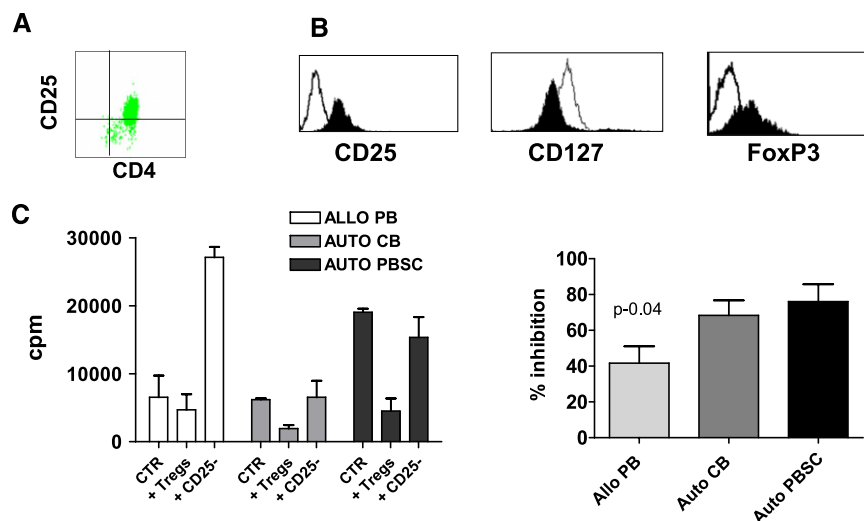 A
B
CD25
CD4
CD25
CD127
FoxP3
C
ALLO PB
AUTO CB
AUTO PBSC
30000
20000
10000
0
cpm
CTR
+ Tregs
+ CD25-
CTR
+ Tregs
+ CD25-
CTR
+ Tregs
+ CD25-
100
80
60
40
20
0
% inhibition
p-0.04
Allo PB
Auto CB
Auto PBSC